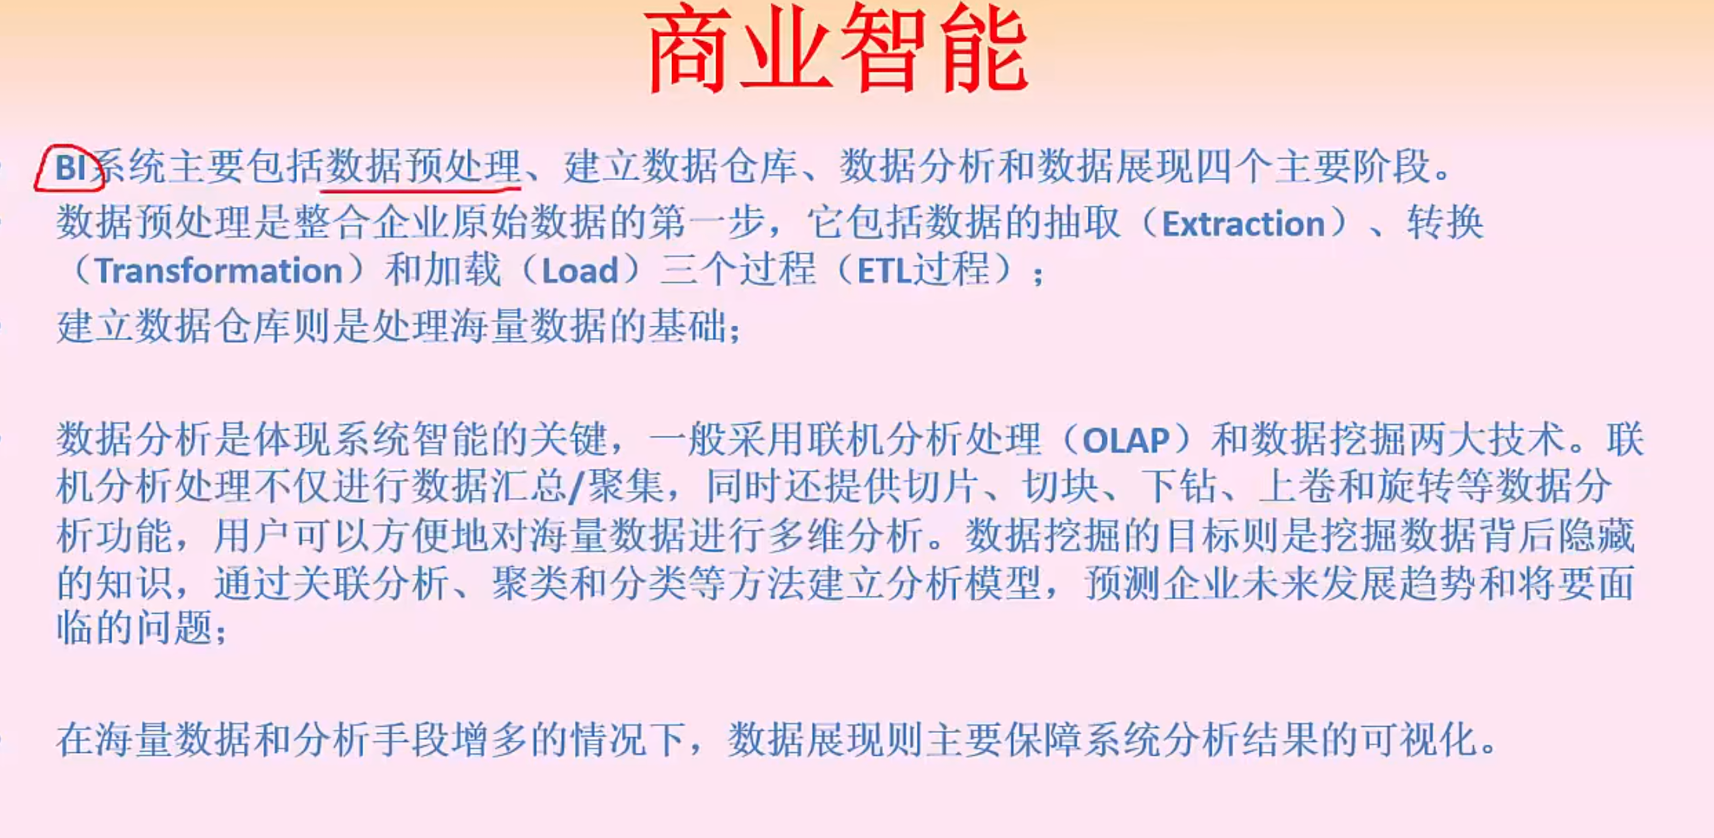 商业智能
BI系统主要包括数据预处理、建立数据仓库、数据分析和数据展现四个主要阶段。
数据预处理是整合企业原始数据的第一步，它包括数据的抽取（Extraction）、转换
（Transformation）和加载（Load）三个过程（ETL过程）；
建立数据仓库则是处理海量数据的基础；
数据分析是体现系统智能的关键，一般采用联机分析处理（OLAP）和数据挖掘两大技术。联
机分析处理不仅进行数据汇总/聚集，同时还提供切片、切块、下钻、上卷和旋转等数据分
析功能，用户可以方便地对海量数据进行多维分析。数据挖掘的目标则是挖掘数据背后隐藏
的知识，通过关联分析、聚类和分类等方法建立分析模型，预测企业未来发展趋势和将要面
临的问题；
在海量数据和分析手段增多的情况下，数据展现则主要保障系统分析结果的可视化。